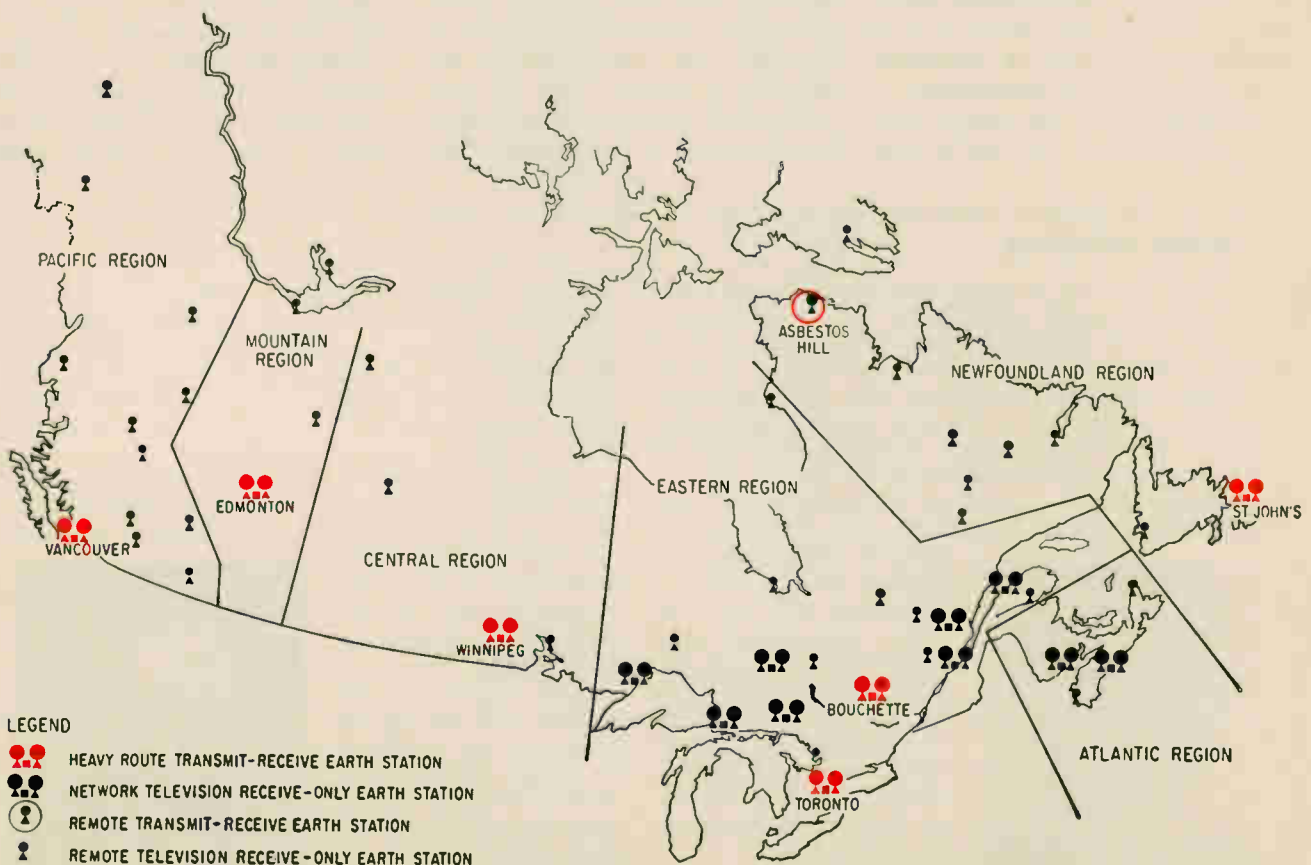 PACIFIC REGION
MOUNTAIN
REGION
ASBESTOS
HILL
NEWFOUNDLAND REGION
EDMONTON
EASTERN REGION
ST JOHN'S
VANCOUVER
CENTRAL REGION
WINNIPEG
BOUCHETTE
ATLANTIC REGION
TORONTO
LEGEND
HEAVY ROUTE TRANSMIT-RECEIVE EARTH STATION
NETWORK TELEVISION RECEIVE-ONLY EARTH STATION
REMOTE TRANSMIT-RECEIVE EARTH STATION
REMOTE TELEVISION RECEIVE-ONLY EARTH STATION